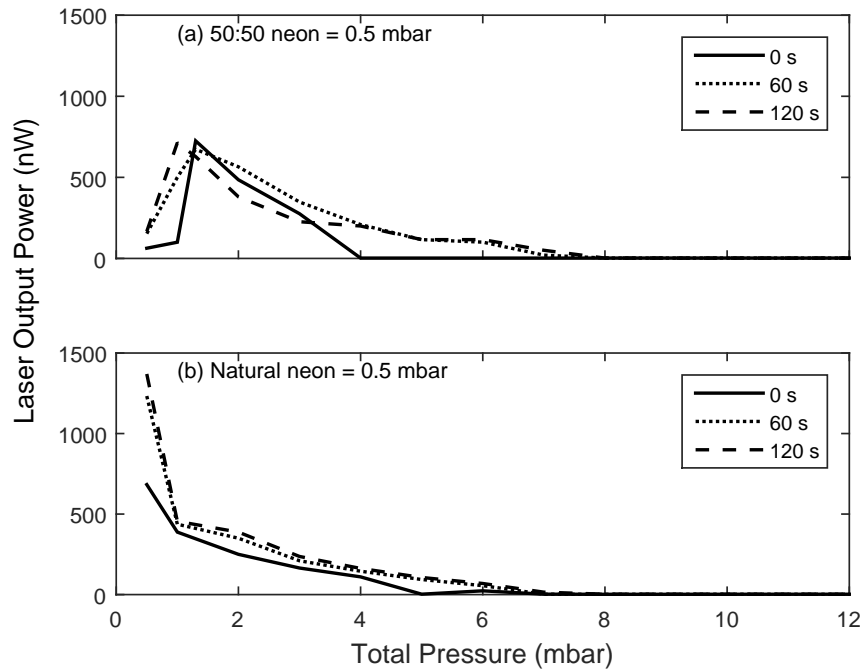 Laser Output Power (nW)
1500
1000
500
0
(a) 50:50 neon = 0.5 mbar
0 s
60 s
120 s
1500
1000
500
0
(b) Natural neon = 0.5 mbar
0 s
60 s
120 s
0 2 4 6 8 10 12
Total Pressure (mbar)